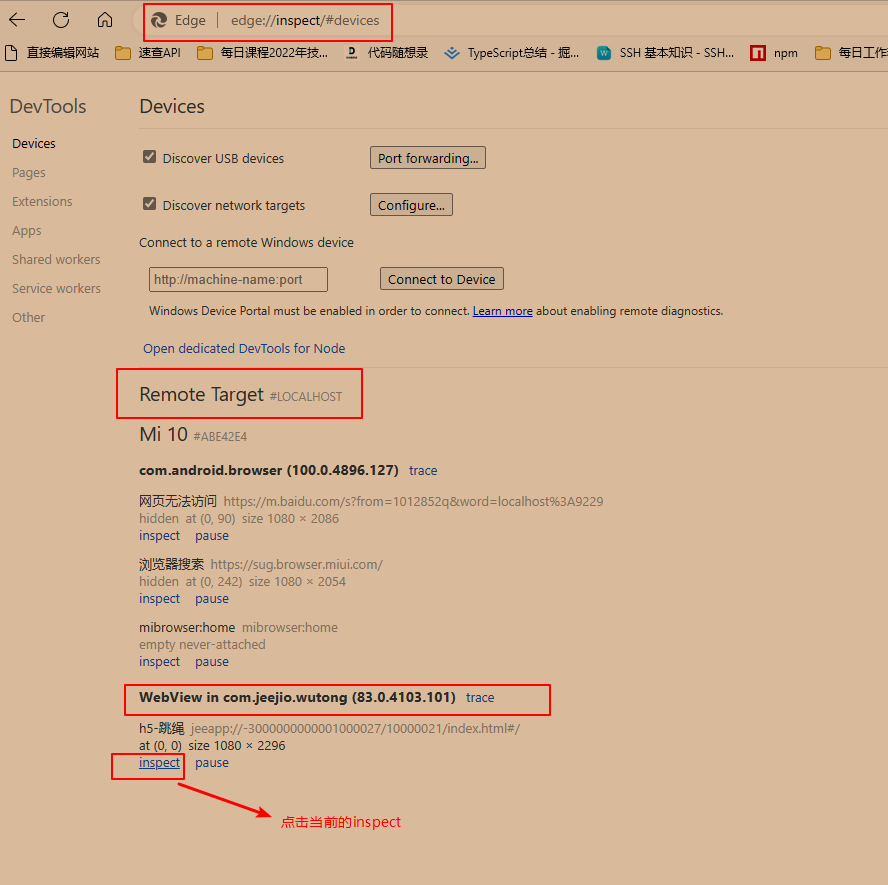 Edge edge://inspect/#devices
直接编辑网站 速查API 每日课程2022年技... 代码随想录 TypeScript总结 - 掘... SSH 基本知识 - SSH... npm 每日工作
DevTools
Devices
Pages
Extensions
Apps
Shared workers
Service workers
Other
Devices
Discover USB devices Port forwarding...
Discover network targets Configure...
Connect to a remote Windows device
http://machine-name:port Connect to Device
Windows Device Portal must be enabled in order to connect. Learn more about enabling remote diagnostics.
Open dedicated DevTools for Node
Remote Target #LOCALHOST
Mi 10 #ABE42E4
com.android.browser (100.0.4896.127) trace
网页无法访问 https://m.baidu.com/s?from=1012852q&word=localhost%3A9229
hidden at (0, 90) size 1080 × 2086
inspect pause
浏览器搜索 https://sug.browser.miui.com/
hidden at (0, 242) size 1080 × 2054
inspect pause
mibrowser:home mibrowser:home
empty never-attached
inspect pause
WebView in com.jeejio.wutong (83.0.4103.101) trace
h5-跳绳 jeeapp://-3000000000001000027/10000021/index.html#/
at (0, 0) size 1080 × 2296
inspect pause
点击当前的inspect